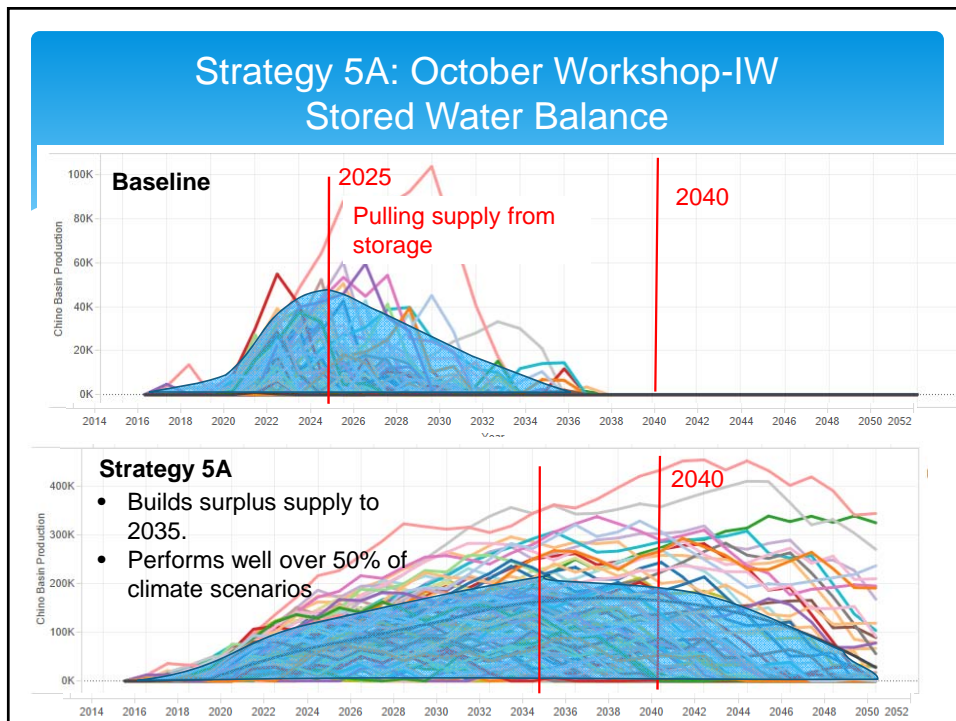 Strategy 5A: October Workshop-IW
Stored Water Balance
Baseline
2025
Pulling supply from
storage
2040
Chino Basin Production
100K
80K
60K
40K
20K
0K
2014 2016 2018 2020 2022 2024 2026 2028 2030 2032 2034 2036 2038 2040 2042 2044 2046 2048 2050 2052
Strategy 5A
• Builds surplus supply to
2035.
• Performs well over 50% of
climate scenarios
2040
Chino Basin Production
400K
300K
200K
100K
0K
2014 2016 2018 2020 2022 2024 2026 2028 2030 2032 2034 2036 2038 2040 2042 2044 2046 2048 2050 2052